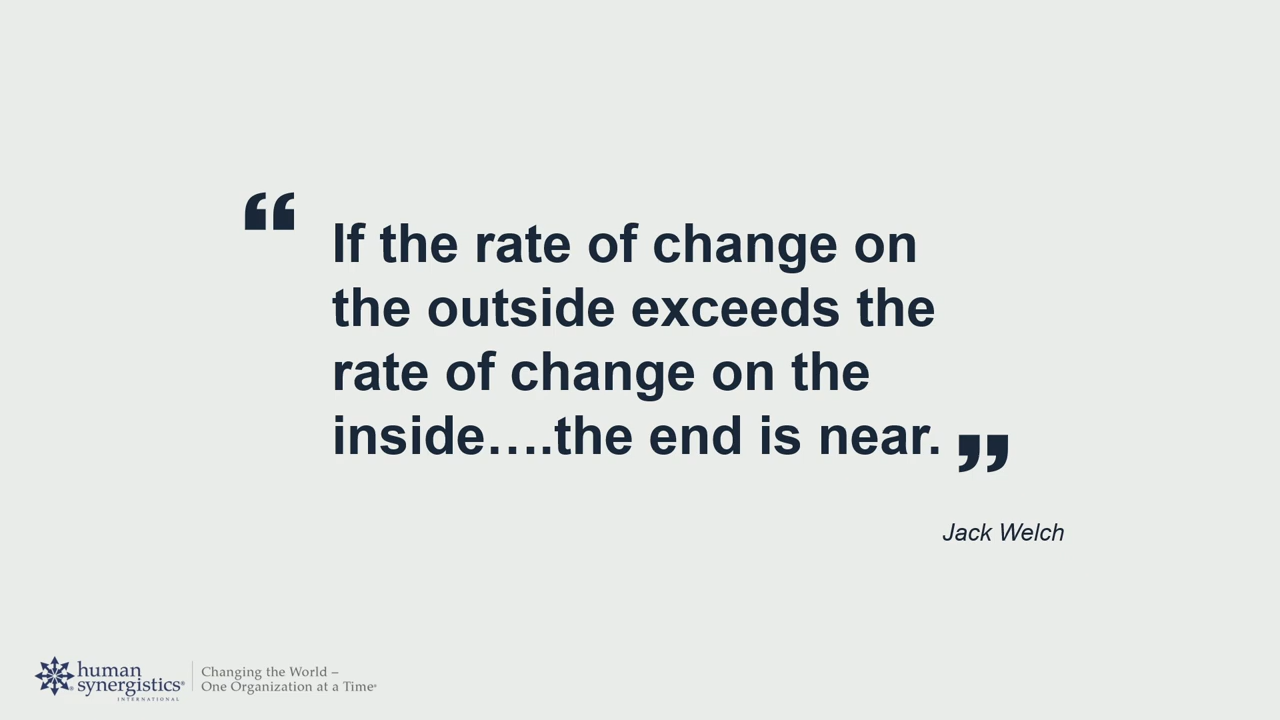 “
If the rate of change on
the outside exceeds the
rate of change on the
inside….the end is near.
”
Jack Welch
human
synergistics®
INTERNATIONAL
Changing the World –
One Organization at a Time®